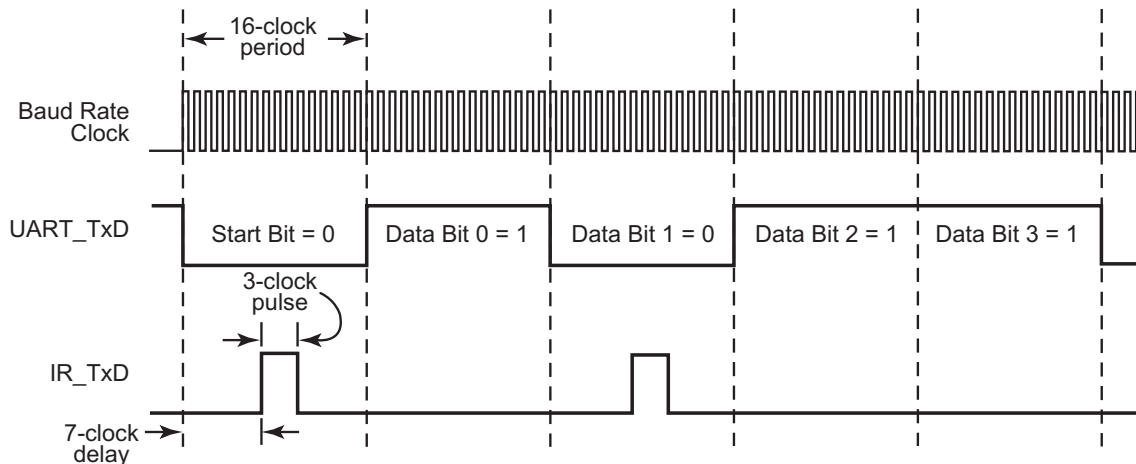 16-clock
period
Baud Rate
Clock
UART_TxD
Start Bit = 0
Data Bit 0 = 1
Data Bit 1 = 0
Data Bit 2 = 1
Data Bit 3 = 1
3-clock
pulse
IR_TxD
7-clock
delay